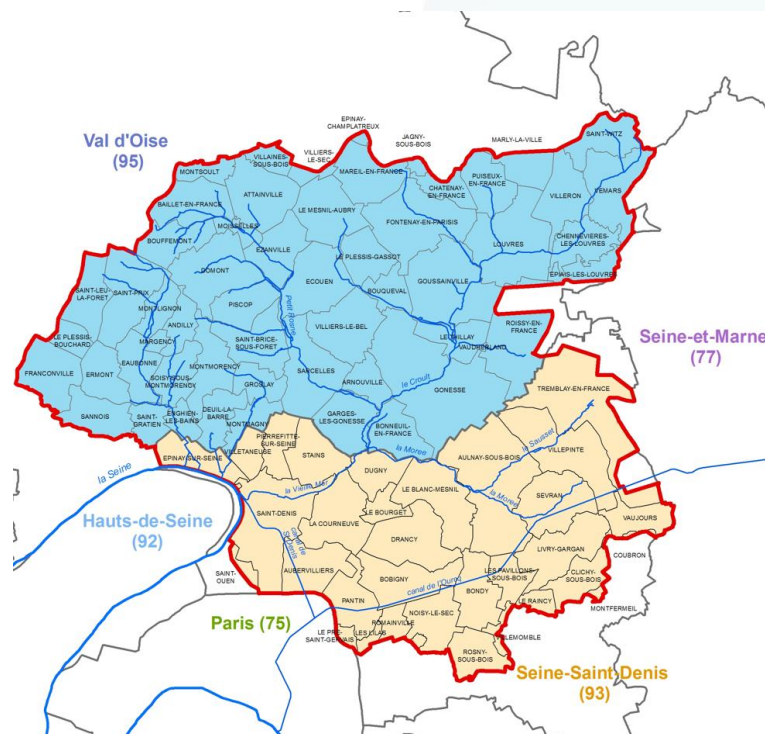 EPINAY-
CHAMPLATREUX
JAGNY-
SOUS-BOIS
MARLY-LA-VILLE
SAINT-WITZ
Val d'Oise
(95)
VILLIERS-
LE-SEC
VILLAINES-
SOUS-BOIS
MONTSOULT
MAREIL-EN-FRANCE
PUISEUX-
EN-FRANCE
CHATENAY-
EN-FRANCE
VILLERON
VEMARS
ATTAINVILLE
BAILLET-EN-FRANCE
LE MESNIL-AUBRY
FONTENAY-EN-PARISIS
MOISSELLES
BOUFFEMONT
CHENNEVIERES-
LES-LOUVRES
LOUVRES
EZANVILLE
LE PLESSIS-GASSOT
DOMONT
EPIAIS-LES-LOUVRES
ECOUEN
GOUSSAINVILLE
BOUQUEVAL
SAINT-LEU-
LA-FORET
SAINT-PRIX
PISCOP
MONTLIGNON
Petit Rosne
ANDILLY
VILLIERS-LE-BEL
ROISSY-EN-
FRANCE
LE THILLAY
VAUDHERLAND
Seine-et-Marne
(77)
LE PLESSIS-
BOUCHARD
MARGENCY
SAINT-BRICE-
SOUS-FORET
EAUBONNE
FRANCONVILLE
ERMONT
SOISY-SOUS-
MONTMORENCY
MONTMORENCY
SARCELLES
GROSLAY
ARNOUVILLE
le Croult
GONESSE
TREMBLAY-EN-FRANCE
SANNOIS
SAINT-
GRATIEN
ENGHIEN-
LES-BAINS
DEUIL-LA
BARRE
MONTMAGNY
GARGES-
LES-GONESSE
BONNEUIL-
EN-FRANCE
PIERREFITTE-
SUR-SEINE
EPINAY-SUR-SEINE
VILLETANEUSE
STAINS
la Moree
le Sausset
AULNAY-SOUS-BOIS
VILLEPINTE
DUGNY
la Seine
la Vieille Mer
LE BLANC-MESNIL
la Moree
SEVRAN
SAINT-DENIS
LE BOURGET
Hauts-de-Seine
(92)
LA COURNEUVE
VAUJOURS
canal de
St-Denis
DRANCY
LIVRY-GARGAN
COUBRON
SAINT-
OUEN
AUBERVILLIERS
BOBIGNY
LES PAVILLONS
-SOUS-BOIS
CLICHY-
SOUS-BOIS
canal de l'Ourcq
BONDY
PANTIN
LE RAINCY
MONTFERMEIL
NOISY-LE-SEC
ROMAINVILLE
Paris (75)
LE PRE-
SAINT-GERVAIS
LES LILAS
ROSNY-
SOUS-BOIS
Seine-Saint Denis
(93)